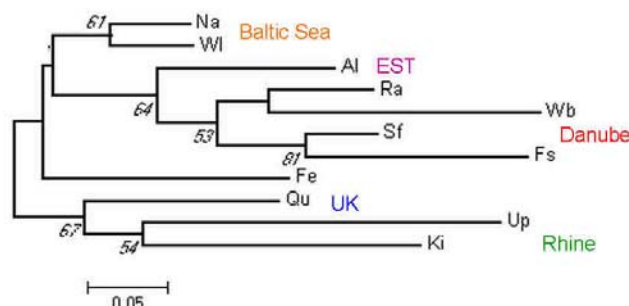 61 Na
Wl Baltic Sea
Al EST
64 Ra
Wb
53 Sf Danube
81 Fs
Fe
Qu UK
67 Up
54 Ki Rhine
0.05